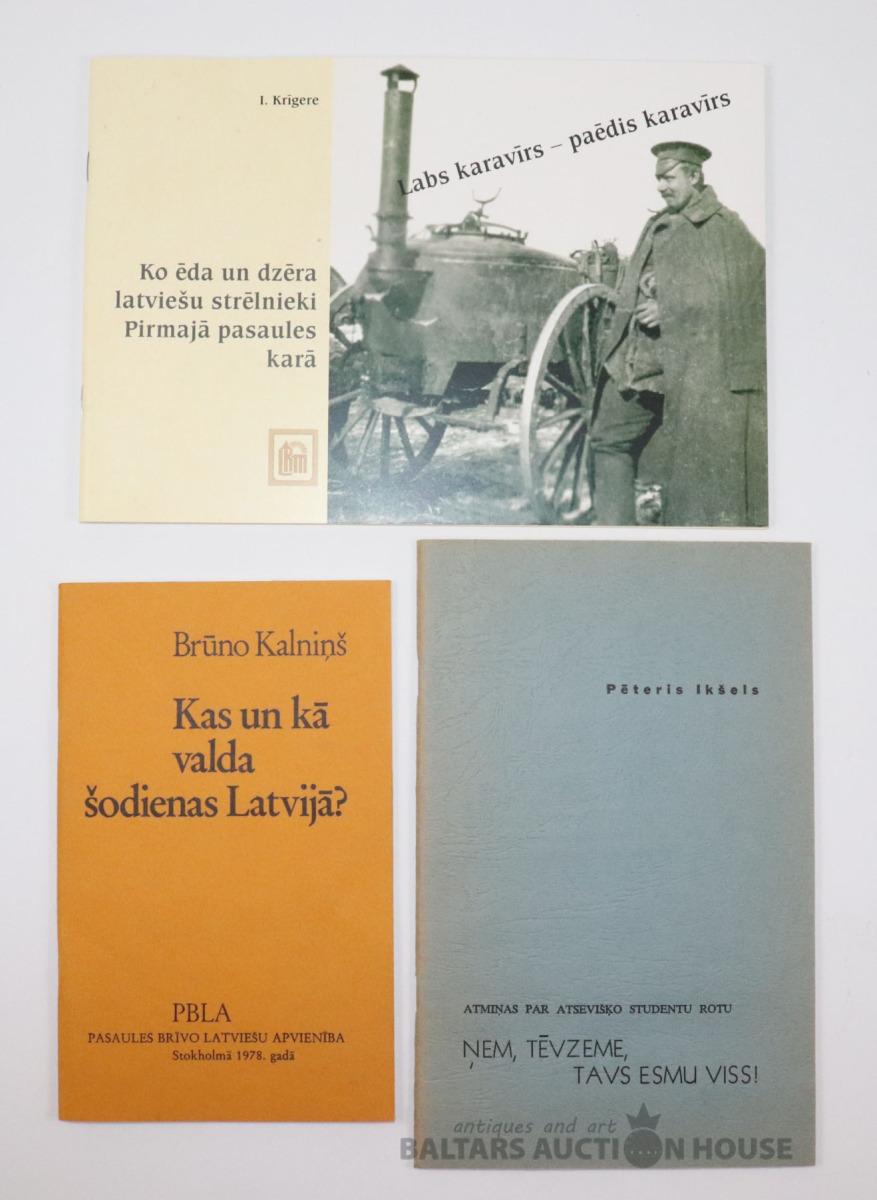 I. Krīgere
Labs karavīrs – paēdis karavīrs
Ko ēda un dzēra
latviešu strēlnieki
Pirmajā pasaules
karā
LKM
Brūno Kalniņš
Kas un kā
valda
šodienas Latvijā?
PBLA
PASAULES BRĪVO LATVIEŠU APVIENĪBA
Stokholmā 1978. gadā
Pēteris Ikšels
ATMIŅAS PAR ATSEVIŠĶO STUDENTU ROTU
ŅEM, TĒVZEME,
TAVS ESMU VISS!
antiques and art
BALTARS AUCTION HOUSE